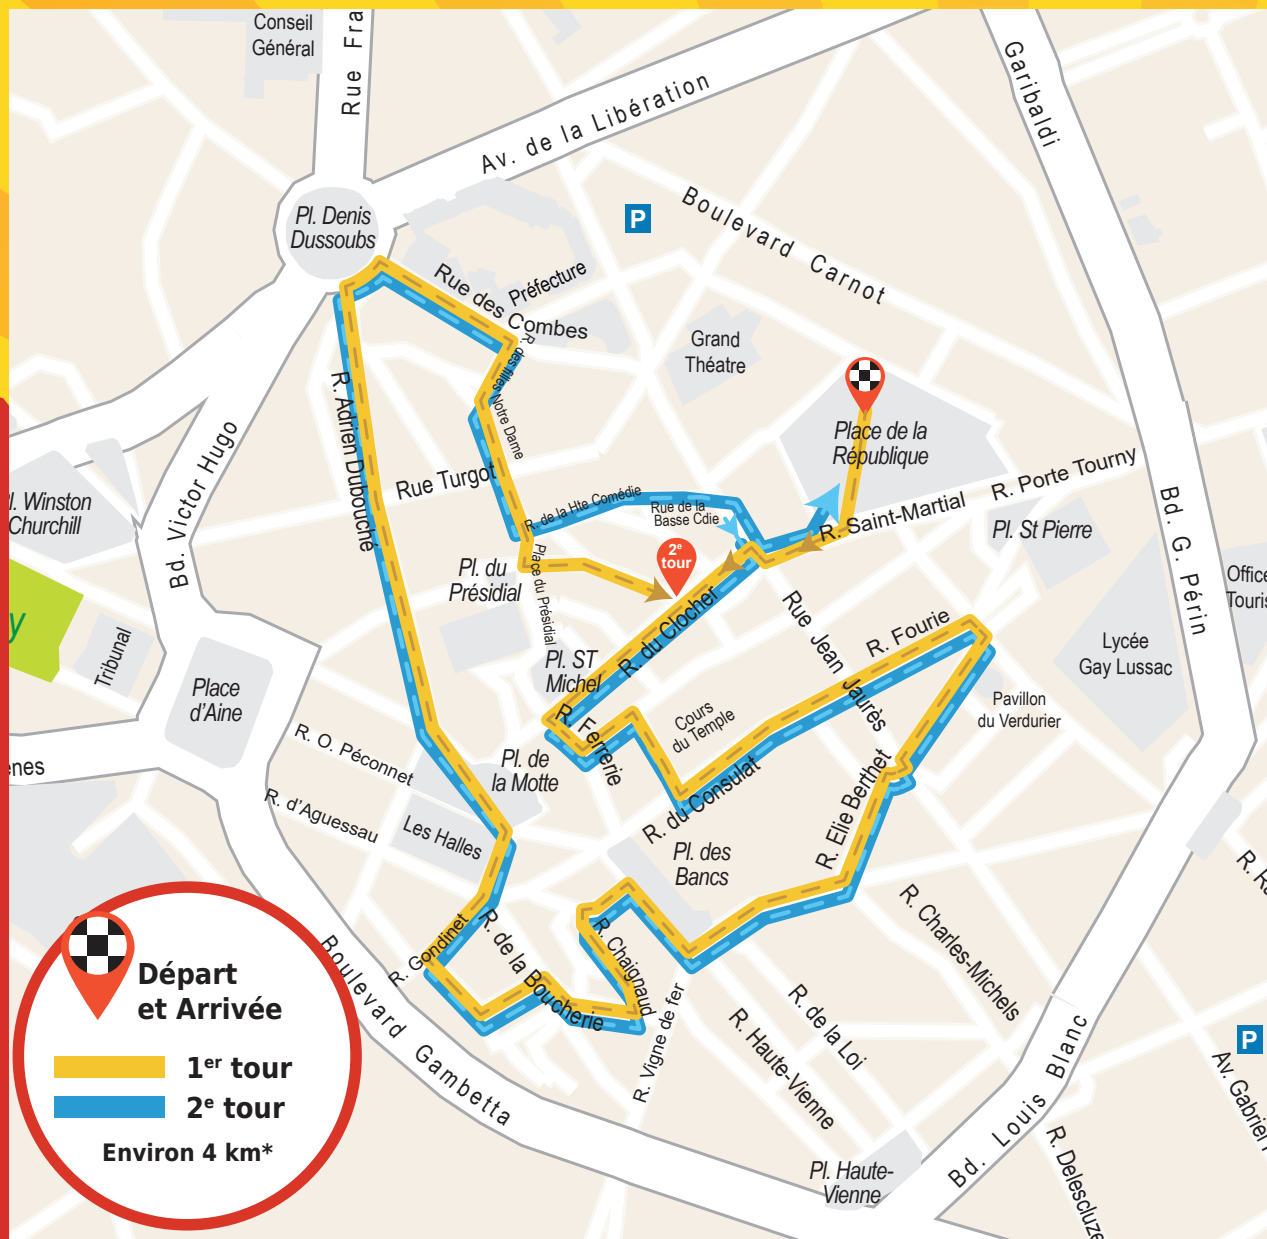 Conseil
Général
Rue Fra
Av. de la Libération
Garibaldi
Pl. Denis
Dussoubs
P
Boulevard Carnot
Préfecture
Rue des Combes
R. des filles Notre Dame
Grand
Théatre
R. Adrien Dubouché
Place de la
République
Bd. Victor Hugo
Rue Turgot
R. de la Hte Comédie
Rue de la
Basse Cdie
R. Saint-Martial
R. Porte Tourny
Pl. St Pierre
Bd. G. Périn
l. Winston
Churchill
Pl. du
Présidial
Place du Présidial
2e
tour
Office
Touris
y
Tribunal
R. du Clocher
Rue Jean Jaurès
R. Fourie
Lycée
Gay Lussac
Pl. ST
Michel
Place
d'Aine
Pavillon
du Verdurier
R. Ferrerie
Cours
du Temple
R. O. Péconnet
Pl. de
la Motte
enes
R. d'Aguessau
Les Halles
R. du Consulat
R. Elie Berthet
Pl. des
Bancs
R. Gondinet
R. de la Boucherie
R. Chaignaud
R. Charles-Michels
Boulevard Gambetta
R. Vigne de fer
R. Haute-Vienne
R. de la Loi
Bd. Louis Blanc
P
Av. Gabriel
R. Delescluze
Pl. Haute-
Vienne
Départ
et Arrivée
1er tour
2e tour
Environ 4 km*